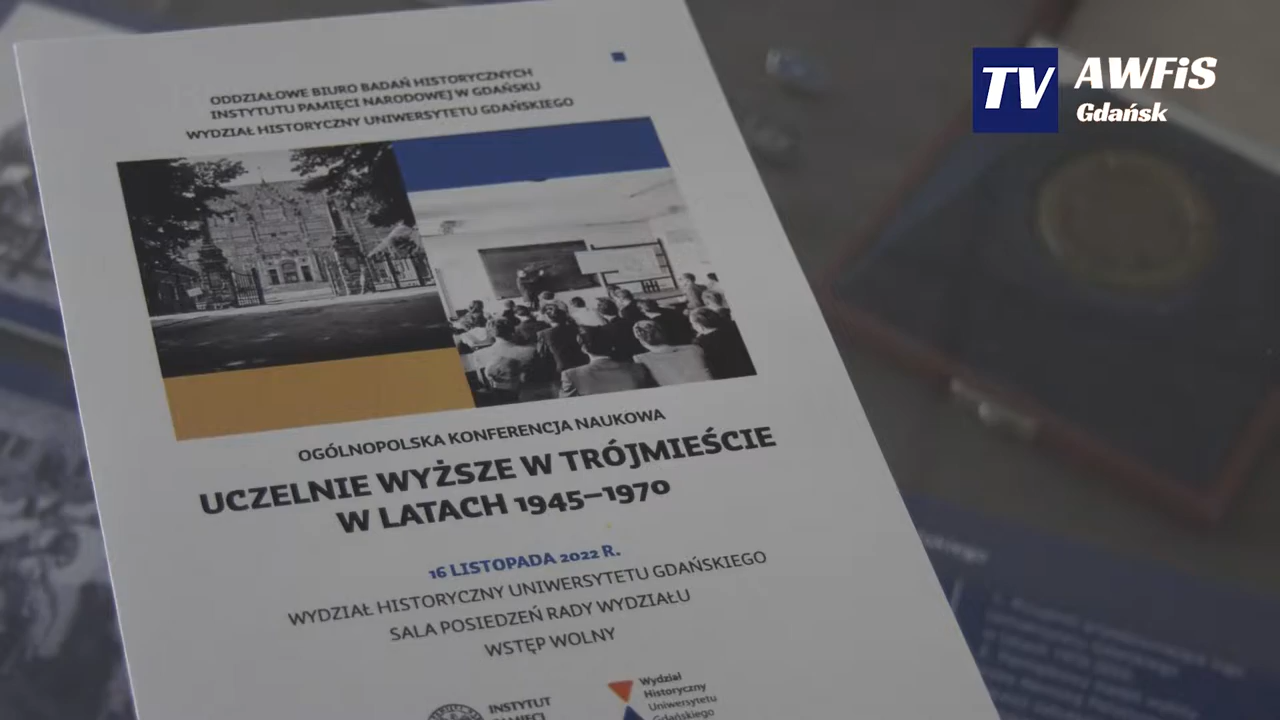 TV AWFiS
Gdańsk
ODDZIAŁOWE BIURO BADAŃ HISTORYCZNYCH
INSTYTUTU PAMIĘCI NARODOWEJ W GDAŃSKU
WYDZIAŁ HISTORYCZNY UNIWERSYTETU GDAŃSKIEGO
OGÓLNOPOLSKA KONFERENCJA NAUKOWA
UCZELNIE WYŻSZE W TRÓJMIEŚCIE
W LATACH 1945–1970
16 LISTOPADA 2022 R.
WYDZIAŁ HISTORYCZNY UNIWERSYTETU GDAŃSKIEGO
SALA POSIEDZEŃ RADY WYDZIAŁU
WSTĘP WOLNY
INSTYTUT
PAMIĘCI
Wydział
Historyczny
Uniwersytetu
Gdańskiego